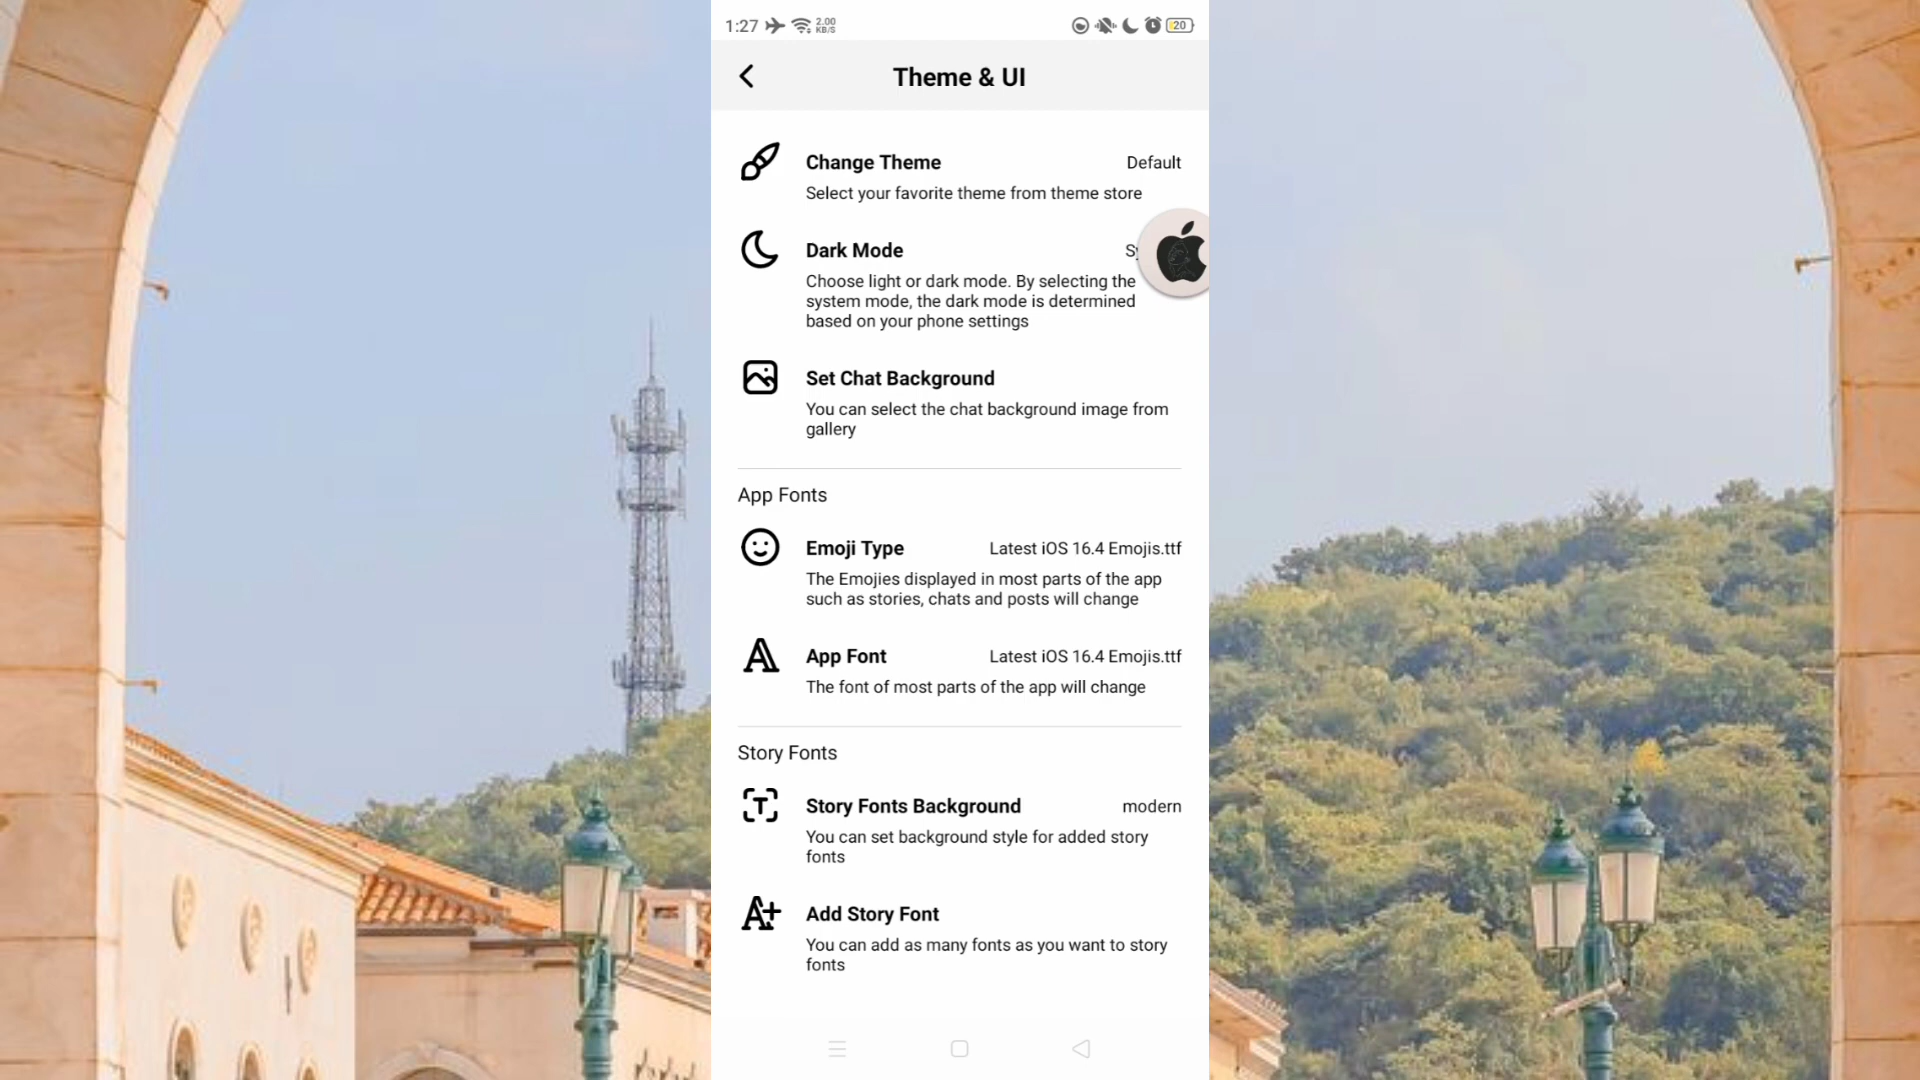 1:27 2.00 KB/S 20
Theme & UI
Change Theme Default
Select your favorite theme from theme store
Dark Mode
Choose light or dark mode. By selecting the
system mode, the dark mode is determined
based on your phone settings
Set Chat Background
You can select the chat background image from
gallery
App Fonts
Emoji Type Latest iOS 16.4 Emojis.ttf
The Emojies displayed in most parts of the app
such as stories, chats and posts will change
App Font Latest iOS 16.4 Emojis.ttf
The font of most parts of the app will change
Story Fonts
Story Fonts Background modern
You can set background style for added story
fonts
Add Story Font
You can add as many fonts as you want to story
fonts